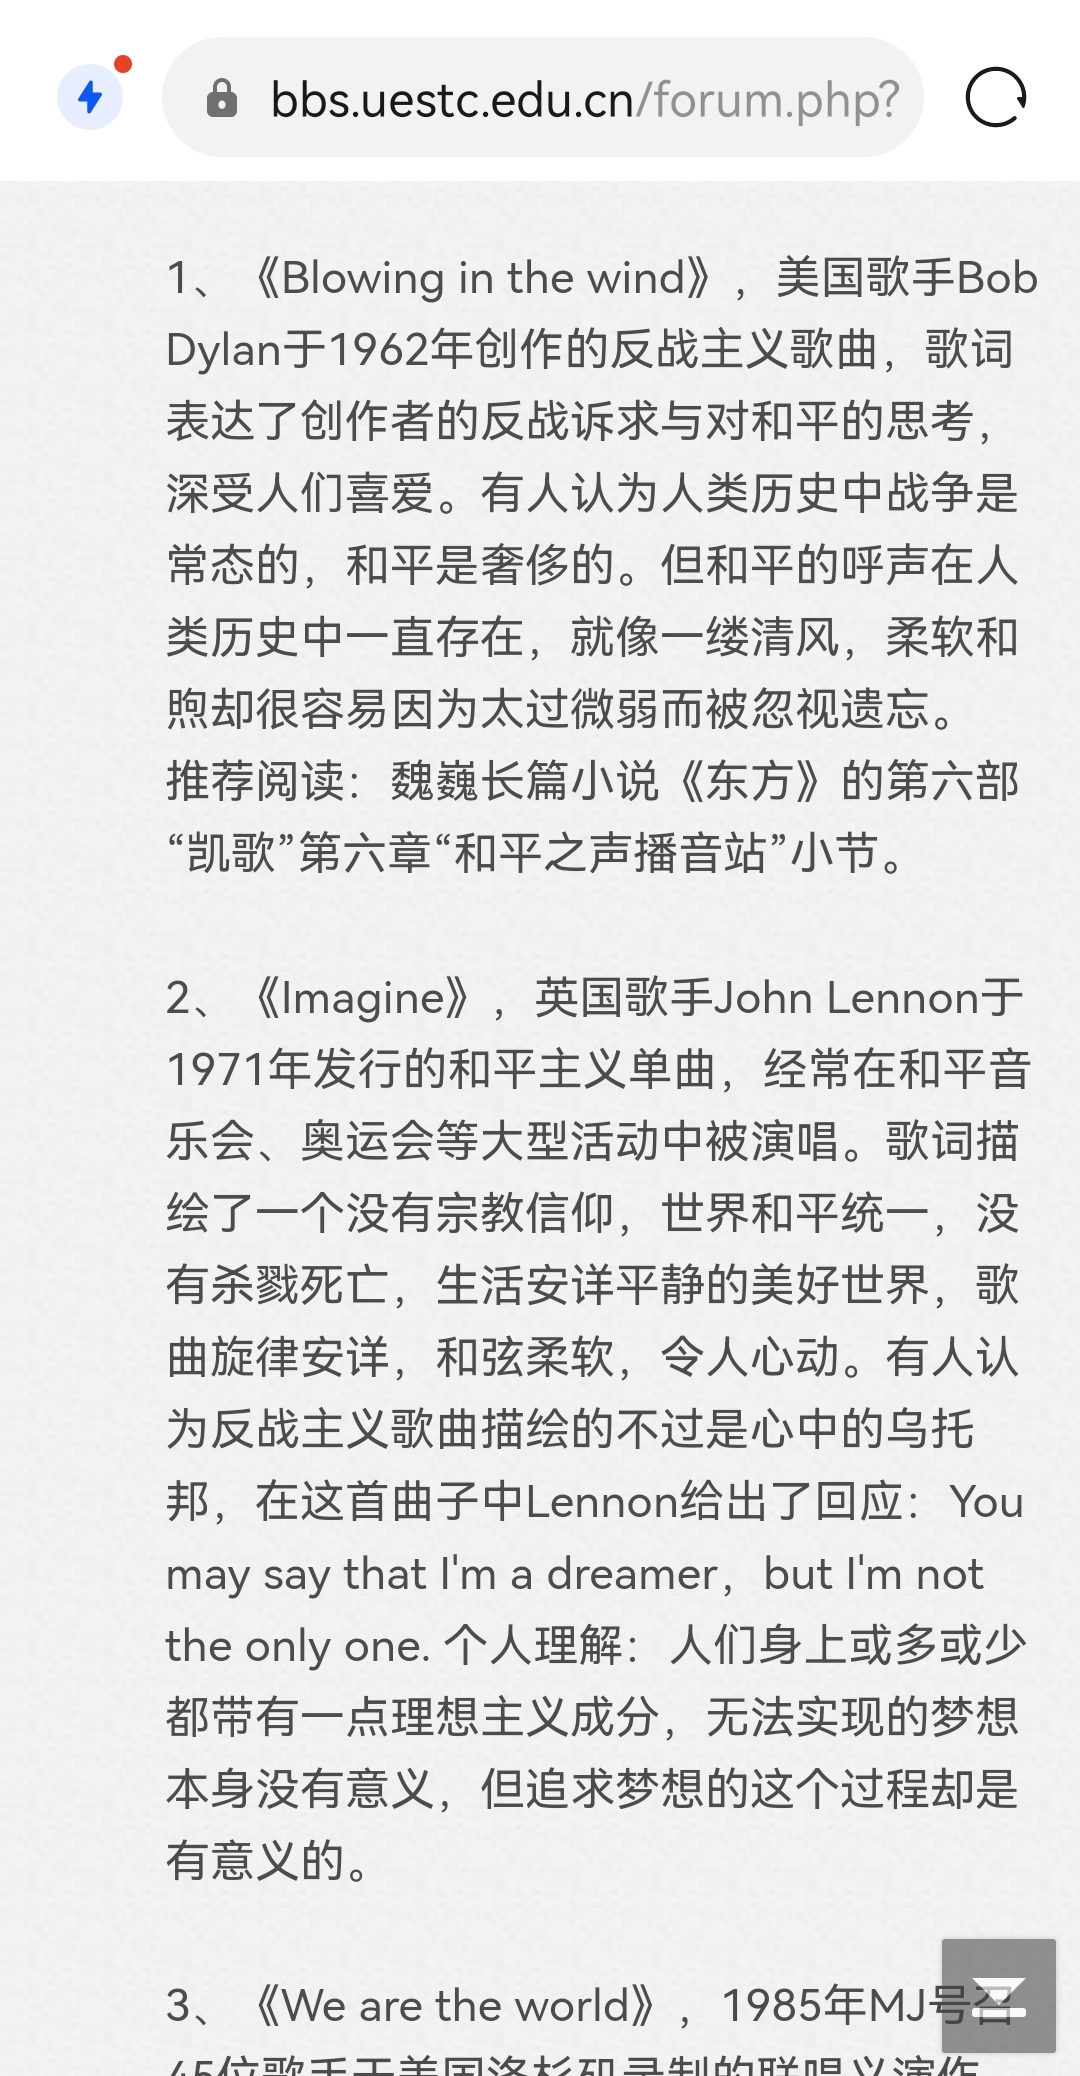 bbs.uestc.edu.cn/forum.php?
1、《Blowing in the wind》，美国歌手Bob
Dylan于1962年创作的反战主义歌曲，歌词
表达了创作者的反战诉求与对和平的思考，
深受人们喜爱。有人认为人类历史中战争是
常态的，和平是奢侈的。但和平的呼声在人
类历史中一直存在，就像一缕清风，柔软和
煦却很容易因为太过微弱而被忽视遗忘。
推荐阅读：魏巍长篇小说《东方》的第六部
“凯歌”第六章“和平之声播音站”小节。
2、《Imagine》，英国歌手John Lennon于
1971年发行的和平主义单曲，经常在和平音
乐会、奥运会等大型活动中被演唱。歌词描
绘了一个没有宗教信仰，世界和平统一，没
有杀戮死亡，生活安详平静的美好世界，歌
曲旋律安详，和弦柔软，令人心动。有人认
为反战主义歌曲描绘的不过是心中的乌托
邦，在这首曲子中Lennon给出了回应：You
may say that I'm a dreamer，but I'm not
the only one. 个人理解：人们身上或多或少
都带有一点理想主义成分，无法实现的梦想
本身没有意义，但追求梦想的这个过程却是
有意义的。
3、《We are the world》，1985年MJ号召
45位歌手于美国洛杉矶录制的联唱义演作